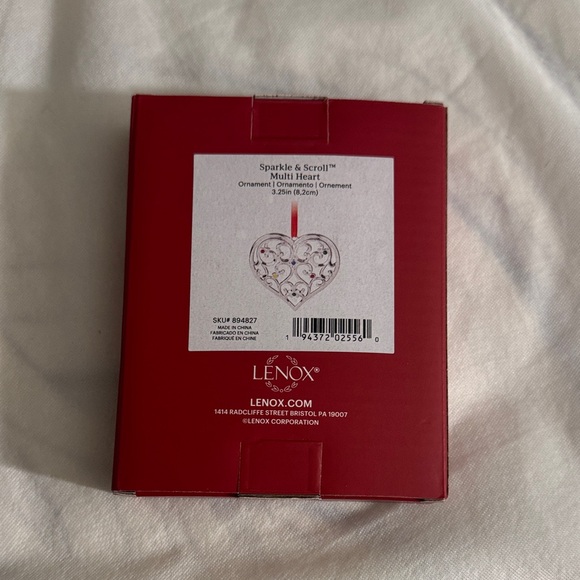 Sparkle & Scroll™
Multi Heart
Ornament | Ornamento | Ornement
3.25in (8,2cm)
SKU# 894827
MADE IN CHINA
FABRICADO EN CHINA
FABRIQUÉ EN CHINE
1 94372 02556 0
LENOX®
LENOX.COM
1414 RADCLIFFE STREET BRISTOL PA 19007
©LENOX CORPORATION